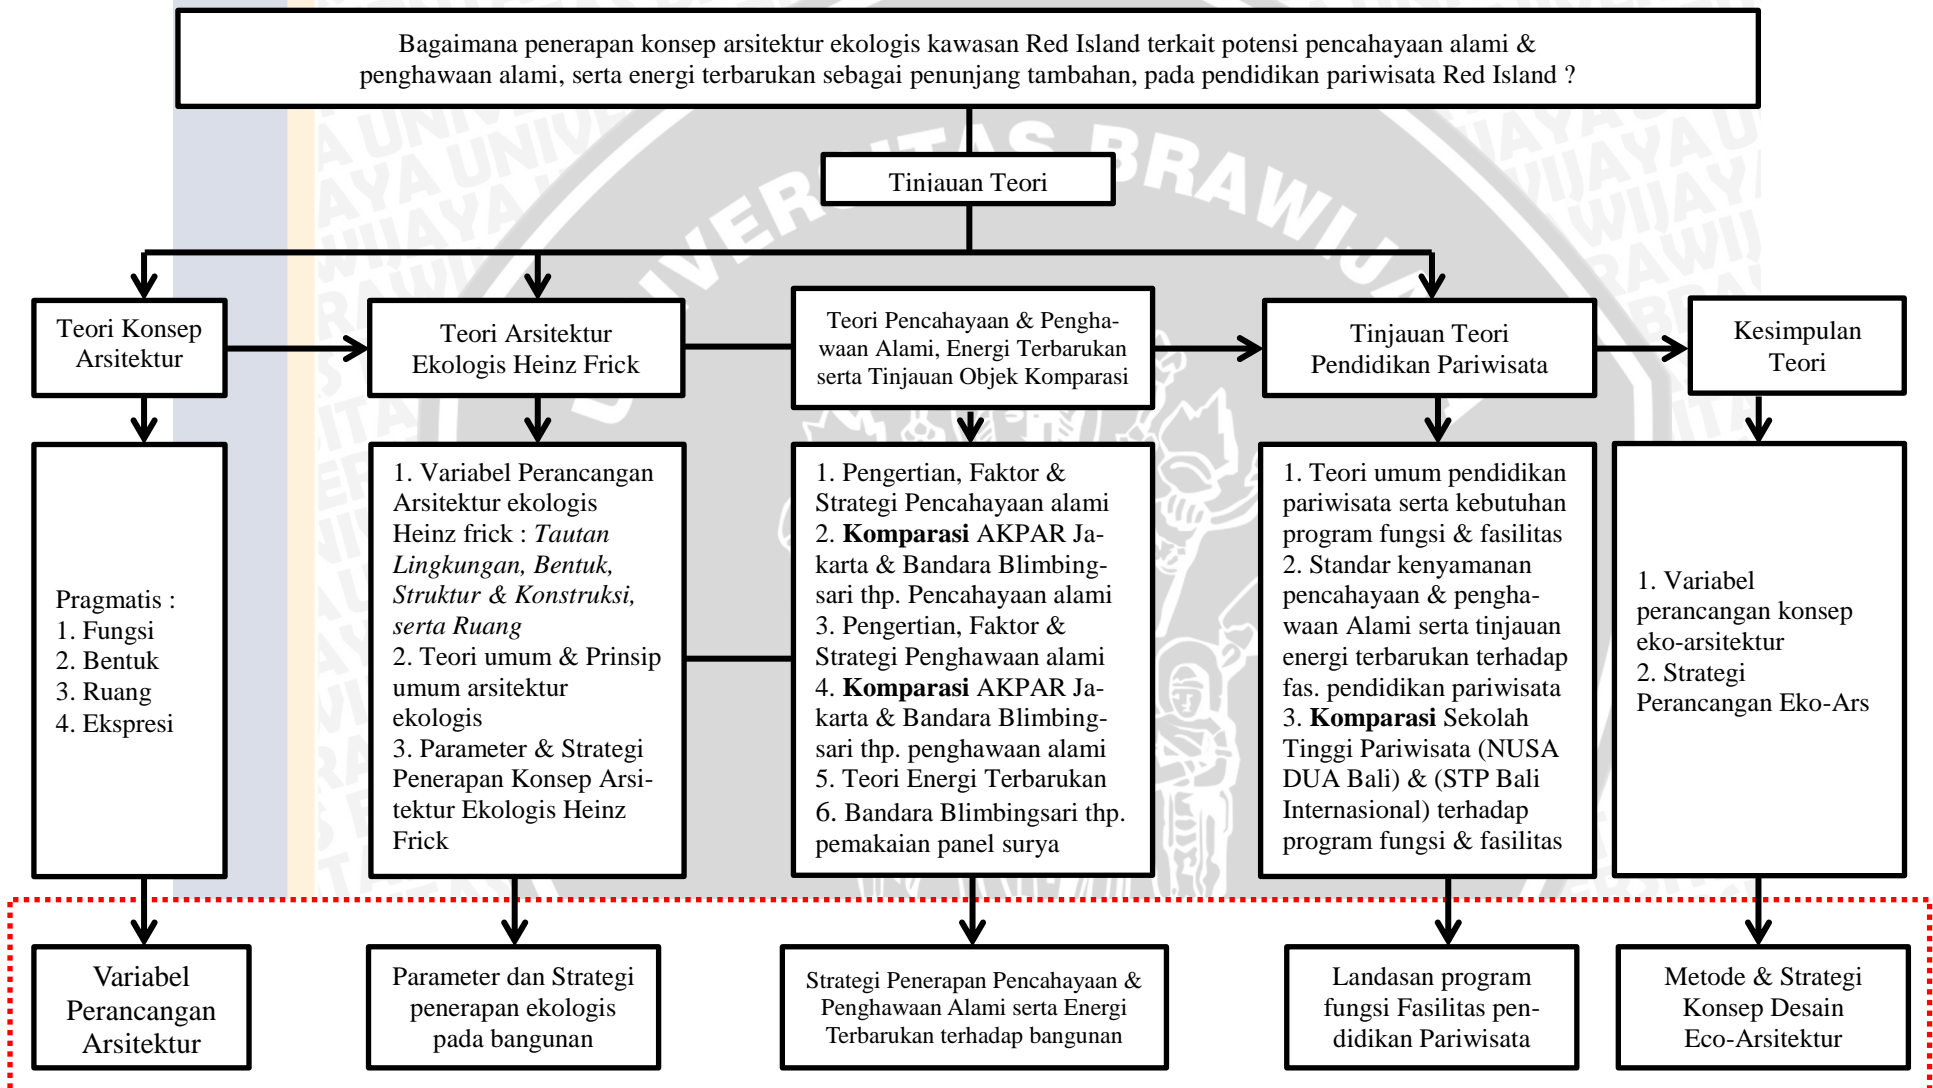 Bagaimana penerapan konsep arsitektur ekologis kawasan Red Island terkait potensi pencahayaan alami &
penghawaan alami, serta energi terbarukan sebagai penunjang tambahan, pada pendidikan pariwisata Red Island ?
UNIVERSITAS BRAWIJAYA
Tinjauan Teori
Teori Konsep
Arsitektur
Teori Arsitektur
Ekologis Heinz Frick
Teori Pencahayaan & Pengha-
waan Alami, Energi Terbarukan
serta Tinjauan Objek Komparasi
Tinjauan Teori
Pendidikan Pariwisata
Kesimpulan
Teori
Pragmatis :
1. Fungsi
2. Bentuk
3. Ruang
4. Ekspresi
1. Variabel Perancangan
Arsitektur ekologis
Heinz frick : Tautan
Lingkungan, Bentuk,
Struktur & Konstruksi,
serta Ruang
2. Teori umum & Prinsip
umum arsitektur
ekologis
3. Parameter & Strategi
Penerapan Konsep Arsi-
tektur Ekologis Heinz
Frick
1. Pengertian, Faktor &
Strategi Pencahayaan alami
2. Komparasi AKPAR Ja-
karta & Bandara Blimbing-
sari thp. Pencahayaan alami
3. Pengertian, Faktor &
Strategi Penghawaan alami
4. Komparasi AKPAR Ja-
karta & Bandara Blimbing-
sari thp. penghawaan alami
5. Teori Energi Terbarukan
6. Bandara Blimbingsari thp.
pemakaian panel surya
1. Teori umum pendidikan
pariwisata serta kebutuhan
program fungsi & fasilitas
2. Standar kenyamanan
pencahayaan & pengha-
waan Alami serta tinjauan
energi terbarukan terhadap
fas. pendidikan pariwisata
3. Komparasi Sekolah
Tinggi Pariwisata (NUSA
DUA Bali) & (STP Bali
Internasional) terhadap
program fungsi & fasilitas
1. Variabel
perancangan konsep
eko-arsitektur
2. Strategi
Perancangan Eko-Ars
Variabel
Perancangan
Arsitektur
Parameter dan Strategi
penerapan ekologis
pada bangunan
Strategi Penerapan Pencahayaan &
Penghawaan Alami serta Energi
Terbarukan terhadap bangunan
Landasan program
fungsi Fasilitas pen-
didikan Pariwisata
Metode & Strategi
Konsep Desain
Eco-Arsitektur